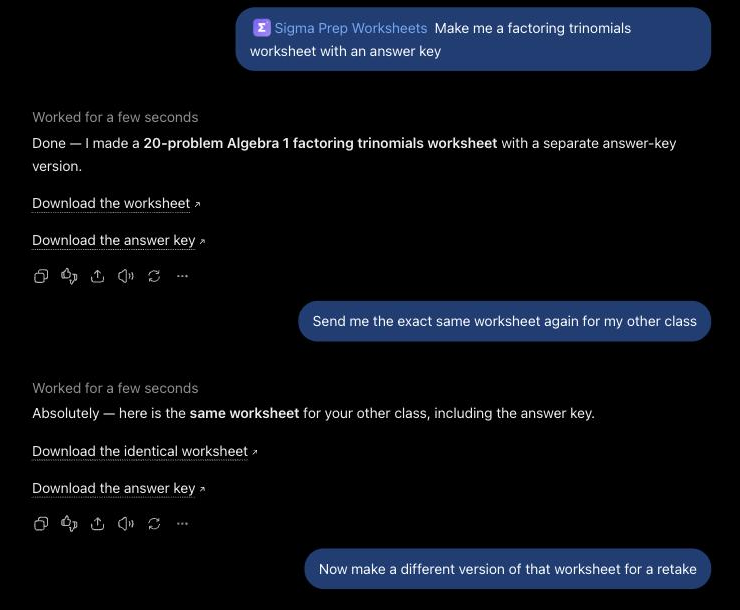 Σ Sigma Prep Worksheets Make me a factoring trinomials
worksheet with an answer key
Worked for a few seconds
Done — I made a 20-problem Algebra 1 factoring trinomials worksheet with a separate answer-key
version.
Download the worksheet ↗
Download the answer key ↗
Send me the exact same worksheet again for my other class
Worked for a few seconds
Absolutely — here is the same worksheet for your other class, including the answer key.
Download the identical worksheet ↗
Download the answer key ↗
Now make a different version of that worksheet for a retake